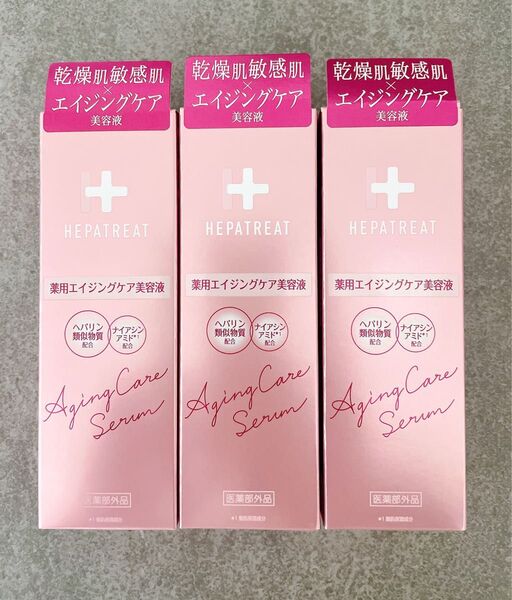 乾燥肌敏感肌
×
エイジングケア
美容液
HEPATREAT
薬用エイジングケア美容液
ヘパリン
類似物質
配合
ナイアシン
アミド*1
配合
Aging Care
Serum
医薬部外品
乾燥肌敏感肌
×
エイジングケア
美容液
HEPATREAT
薬用エイジングケア美容液
ヘパリン
類似物質
配合
ナイアシン
アミド*1
配合
Aging Care
Serum
医薬部外品
乾燥肌敏感肌
×
エイジングケア
美容液
HEPATREAT
薬用エイジングケア美容液
ヘパリン
類似物質
配合
ナイアシン
アミド*1
配合
Aging Care
Serum
医薬部外品